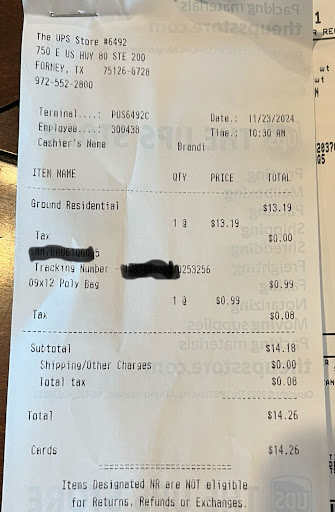 The UPS Store #6492
750 E US HWY 80 STE 200
FORNEY, TX 75126-6728
972-552-2800
Terminal....: POS6492C Date.: 11/23/2024
Employee....: 300438 Time.: 10:30 AM
Cashier's Name Brandi
ITEM NAME QTY PRICE TOTAL
Ground Residential $13.19
1 @ $13.19
Tax $0.00
Tracking Number - 0253256
09x12 Poly Bag $0.99
1 @ $0.99
Tax $0.08
Subtotal $14.18
Shipping/Other Charges $0.00
Total tax $0.08
Total $14.26
Cards $14.26
Items Designated NR are NOT eligible
for Returns, Refunds or Exchanges.